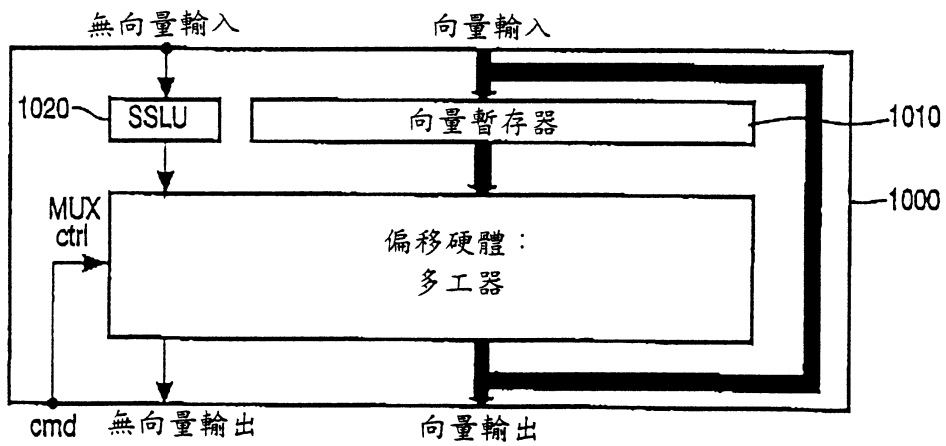 無向量輸入
向量輸入
1020
SSLU
向量暫存器
1010
1000
MUX
ctrl
偏移硬體：
多工器
cmd
無向量輸出
向量輸出